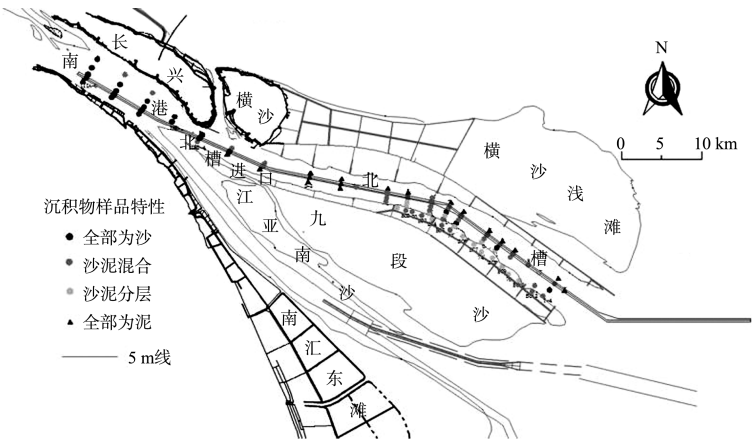 长兴
横沙
N
0 5 10 km
南港
北槽进口
北槽
横沙浅滩
江亚南沙
九段沙
南汇东滩
沉积物样品特性
全部为沙
沙泥混合
沙泥分层
全部为泥
5 m线